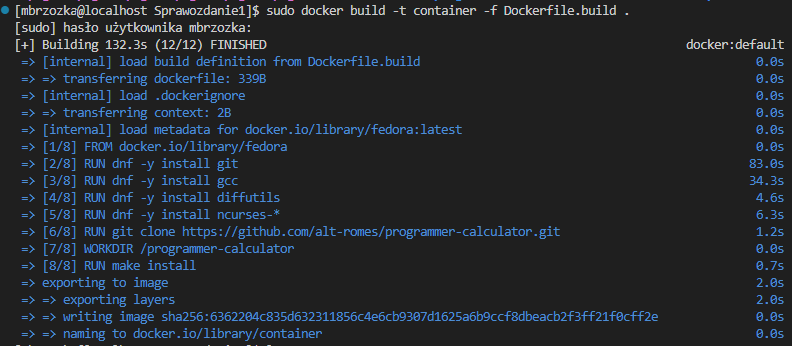 [mbrzozka@localhost Sprawozdanie1]$ sudo docker build -t container -f Dockerfile.build .
[sudo] hasło użytkownika mbrzozka:
[+] Building 132.3s (12/12) FINISHED docker:default
=> [internal] load build definition from Dockerfile.build 0.0s
=> => transferring dockerfile: 339B 0.0s
=> [internal] load .dockerignore 0.0s
=> => transferring context: 2B 0.0s
=> [internal] load metadata for docker.io/library/fedora:latest 0.0s
=> [1/8] FROM docker.io/library/fedora 0.0s
=> [2/8] RUN dnf -y install git 83.0s
=> [3/8] RUN dnf -y install gcc 34.3s
=> [4/8] RUN dnf -y install diffutils 4.6s
=> [5/8] RUN dnf -y install ncurses-* 6.3s
=> [6/8] RUN git clone https://github.com/alt-romes/programmer-calculator.git 1.2s
=> [7/8] WORKDIR /programmer-calculator 0.0s
=> [8/8] RUN make install 0.7s
=> exporting to image 2.0s
=> => exporting layers 2.0s
=> => writing image sha256:6362204c835d632311856c4e6cb9307d1625a6b9ccf8dbeacb2f3ff21f0cff2e 0.0s
=> => naming to docker.io/library/container 0.0s